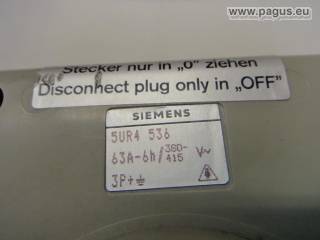 www.pagus.eu
Stecker nur in „0" ziehen
Disconnect plug only in „OFF"
SIEMENS
5UR4 536
63A-6h/380-415 V~
3P+⏚